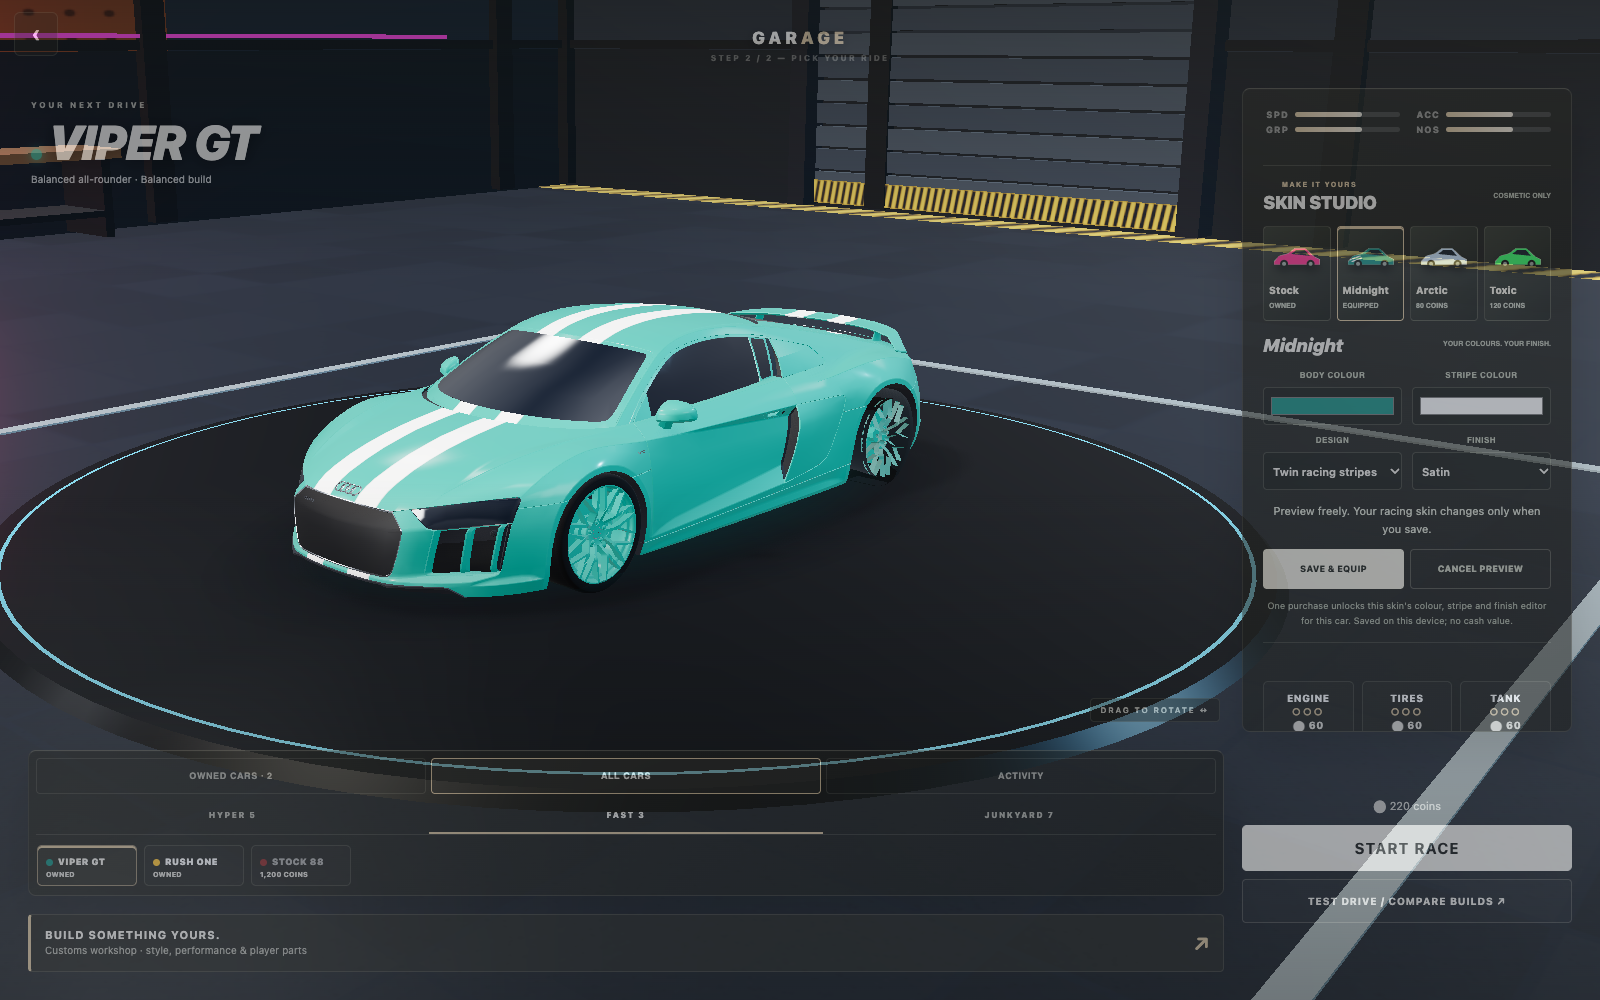 GARAGE
STEP 2 / 2 — PICK YOUR RIDE
YOUR NEXT DRIVE
VIPER GT
Balanced all-rounder · Balanced build
SPD
ACC
GRP
NOS
MAKE IT YOURS
SKIN STUDIO
COSMETIC ONLY
Stock
OWNED
Midnight
EQUIPPED
Arctic
80 COINS
Toxic
120 COINS
Midnight
YOUR COLOURS. YOUR FINISH.
BODY COLOUR
STRIPE COLOUR
DESIGN
FINISH
Twin racing stripes
Satin
Preview freely. Your racing skin changes only when
you save.
SAVE & EQUIP
CANCEL PREVIEW
One purchase unlocks this skin's colour, stripe and finish editor
for this car. Saved on this device; no cash value.
ENGINE
60
TIRES
60
TANK
60
DRAG TO ROTATE ↔
OWNED CARS · 2
ALL CARS
ACTIVITY
HYPER 5
FAST 3
JUNKYARD 7
VIPER GT
OWNED
RUSH ONE
OWNED
STOCK 88
1,200 COINS
220 coins
START RACE
TEST DRIVE / COMPARE BUILDS ↗
BUILD SOMETHING YOURS.
Customs workshop · style, performance & player parts